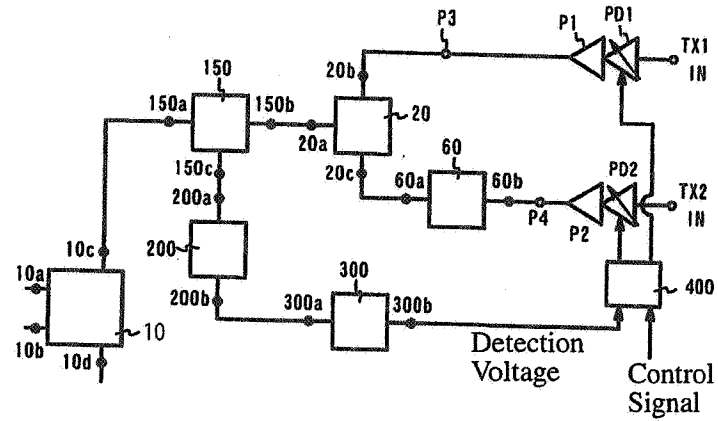 P3
P1
PD1
TX1
IN
150
20b
150a
150b
20
20a
60
150c
20c
60a
60b
PD2
TX2
IN
200a
P4
P2
10c
200
300
10a
200b
300a
300b
400
10b
10
10d
Detection
Voltage
Control
Signal